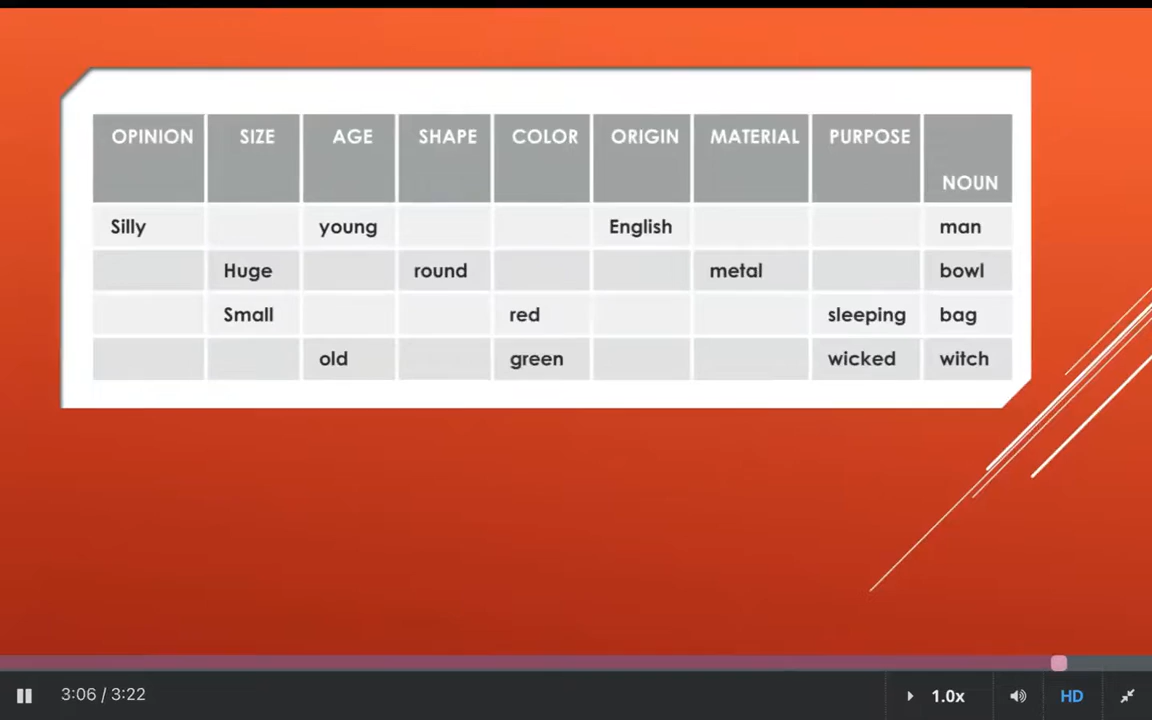 OPINION SIZE AGE SHAPE COLOR ORIGIN MATERIAL PURPOSE NOUN
Silly young English man
Huge round metal bowl
Small red sleeping bag
old green wicked witch
3:06 / 3:22 1.0x HD